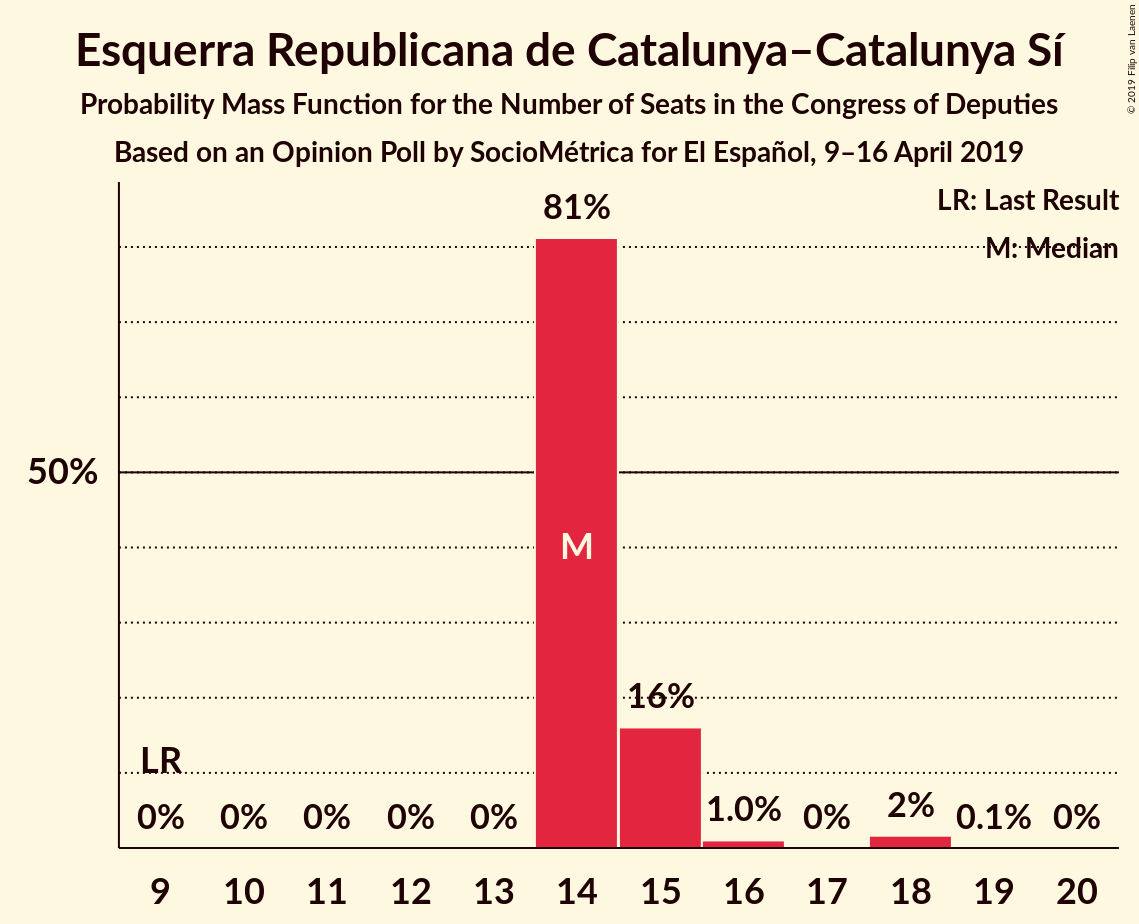 Esquerra Republicana de Catalunya–Catalunya Sí
Probability Mass Function for the Number of Seats in the Congress of Deputies
Based on an Opinion Poll by SocioMétrica for El Español, 9–16 April 2019
© 2019 Filip van Laenen
LR: Last Result
M: Median
81%
50%
M
16%
LR
0% 0% 0% 0% 0% 1.0% 0% 2% 0.1% 0%
9 10 11 12 13 14 15 16 17 18 19 20